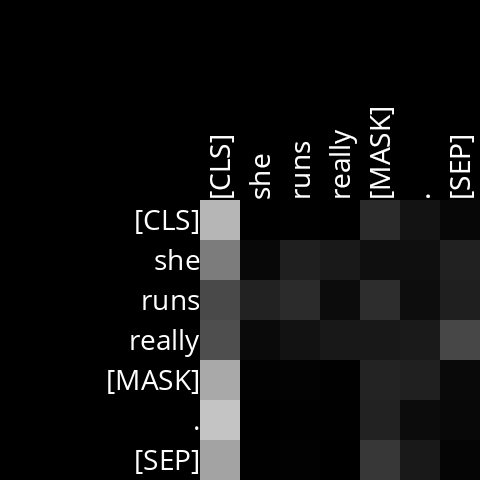 [CLS] she runs really [MASK] . [SEP]
[CLS]
she
runs
really
[MASK]
.
[SEP]